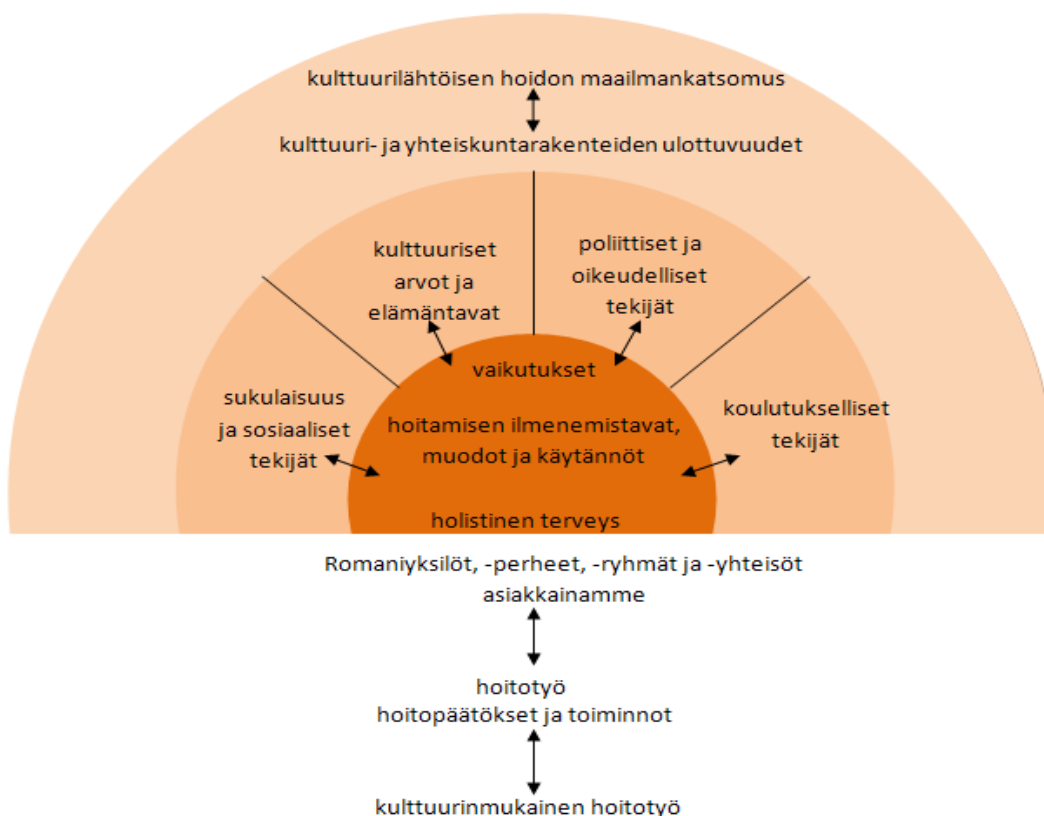 kulttuurilähtöisen hoidon maailmankatsomus
kulttuuri- ja yhteiskuntarakenteiden ulottuvuudet
kulttuuriset
arvot ja
elämäntavat
poliittiset ja
oikeudelliset
tekijät
sukulaisuus
ja sosiaaliset
tekijät
vaikutukset
hoitamisen ilmenemistavat,
muodot ja käytännöt
holistinen terveys
koulutukselliset
tekijät
Romaniyksilöt, -perheet, -ryhmät ja -yhteisöt
asiakkainamme
hoitotyö
hoitopäätökset ja toiminnot
kulttuurinmukainen hoitotyö